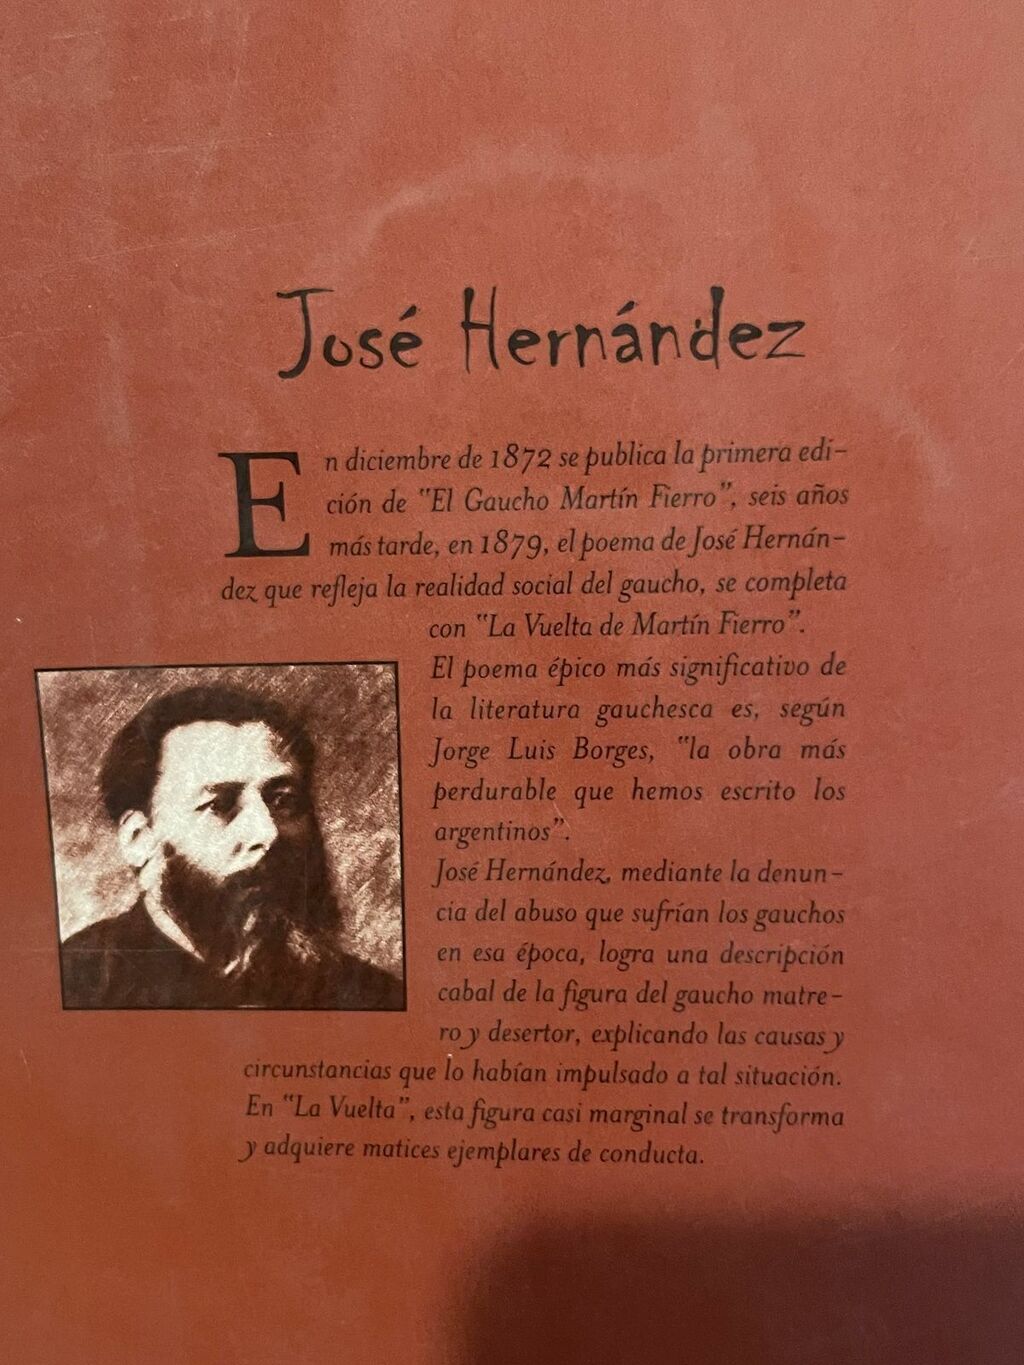 José Hernández
En diciembre de 1872 se publica la primera edi-
ción de "El Gaucho Martín Fierro", seis años
más tarde, en 1879, el poema de José Hernán-
dez que refleja la realidad social del gaucho, se completa
con "La Vuelta de Martín Fierro".
El poema épico más significativo de
la literatura gauchesca es, según
Jorge Luis Borges, "la obra más
perdurable que hemos escrito los
argentinos".
José Hernández, mediante la denun-
cia del abuso que sufrían los gauchos
en esa época, logra una descripción
cabal de la figura del gaucho matre-
ro y desertor, explicando las causas y
circunstancias que lo habían impulsado a tal situación.
En "La Vuelta", esta figura casi marginal se transforma
y adquiere matices ejemplares de conducta.